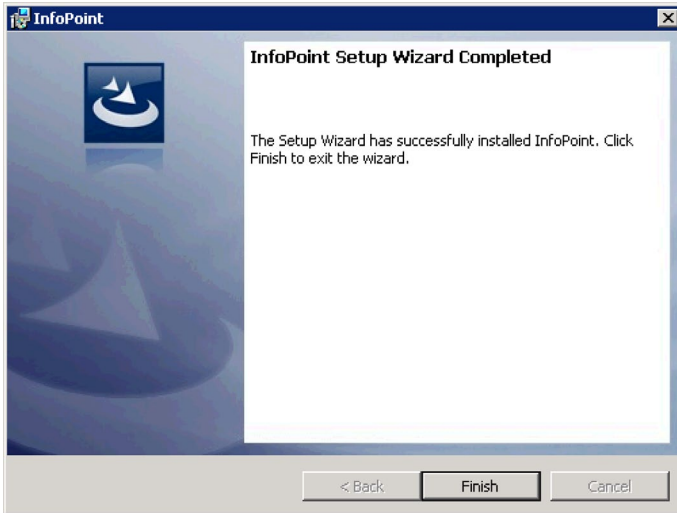 InfoPoint
InfoPoint Setup Wizard Completed
The Setup Wizard has successfully installed InfoPoint. Click
Finish to exit the wizard.
< Back
Finish
Cancel